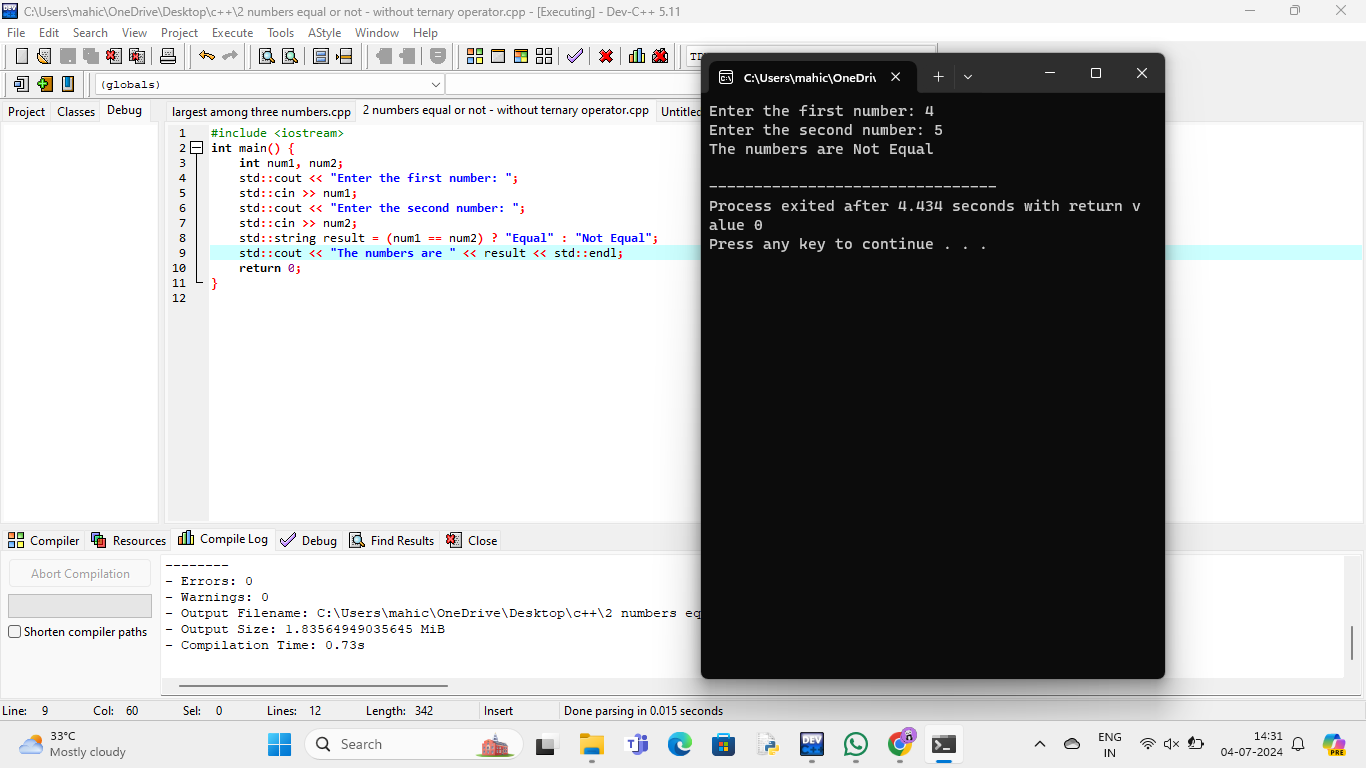 C:\Users\mahic\OneDrive\Desktop\c++\2 numbers equal or not - without ternary operator.cpp - [Executing] - Dev-C++ 5.11
File Edit Search View Project Execute Tools AStyle Window Help
(globals)
Project Classes Debug
largest among three numbers.cpp 2 numbers equal or not - without ternary operator.cpp
1 #include <iostream>
2 int main() {
3 int num1, num2;
4 std::cout << "Enter the first number: ";
5 std::cin >> num1;
6 std::cout << "Enter the second number: ";
7 std::cin >> num2;
8 std::string result = (num1 == num2) ? "Equal" : "Not Equal";
9 std::cout << "The numbers are " << result << std::endl;
10 return 0;
11 }
12
C:\Users\mahic\OneDri
Enter the first number: 4
Enter the second number: 5
The numbers are Not Equal
--------------------------------
Process exited after 4.434 seconds with return v
alue 0
Press any key to continue . . .
Compiler Resources Compile Log Debug Find Results Close
Abort Compilation
Shorten compiler paths
--------
- Errors: 0
- Warnings: 0
- Output Filename: C:\Users\mahic\OneDrive\Desktop\c++\2 numbers eq
- Output Size: 1.83564949035645 MiB
- Compilation Time: 0.73s
Line: 9 Col: 60 Sel: 0 Lines: 12 Length: 342 Insert Done parsing in 0.015 seconds
33°C
Mostly cloudy
Search
DEV
ENG
IN
14:31
04-07-2024
PRE